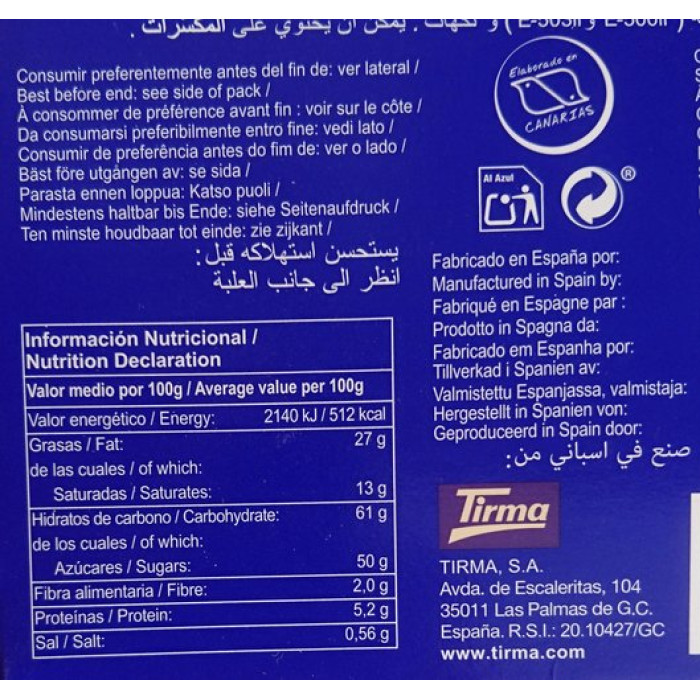 E-500ii) و E-503ii) و نكهات . يمكن ان يحتوي على المكسرات .
Consumir preferentemente antes del fin de: ver lateral /
Best before end: see side of pack /
À consommer de préférence avant fin : voir sur le côte /
Da consumarsi preferibilmente entro fine: vedi lato /
Consumir de preferência antes do fim de: ver o lado /
Bäst före utgången av: se sida /
Parasta ennen loppua: Katso puoli /
Mindestens haltbar bis Ende: siehe Seitenaufdruck /
Ten minste houdbaar tot einde: zie zijkant /
يستحسن استهلاكه قبل:
انظر الى جانب العلبة
Información Nutricional /
Nutrition Declaration
Valor medio por 100g / Average value per 100g
Valor energético / Energy: 2140 kJ / 512 kcal
Grasas / Fat: 27 g
de las cuales / of which:
Saturadas / Saturates: 13 g
Hidratos de carbono / Carbohydrate: 61 g
de los cuales / of which:
Azúcares / Sugars: 50 g
Fibra alimentaria / Fibre: 2,0 g
Proteínas / Protein: 5,2 g
Sal / Salt: 0,56 g
Elaborado en
CANARIAS
Al Azul
®
Fabricado en España por:
Manufactured in Spain by:
Fabriqué en Espagne par :
Prodotto in Spagna da:
Fabricado em Espanha por:
Tillverkad i Spanien av:
Valmistettu Espanjassa, valmistaja:
Hergestellt in Spanien von:
Geproduceerd in Spain door:
صنع في اسباني من:
Tirma
TIRMA, S.A.
Avda. de Escaleritas, 104
35011 Las Palmas de G.C.
España. R.S.I.: 20.10427/GC
www.tirma.com